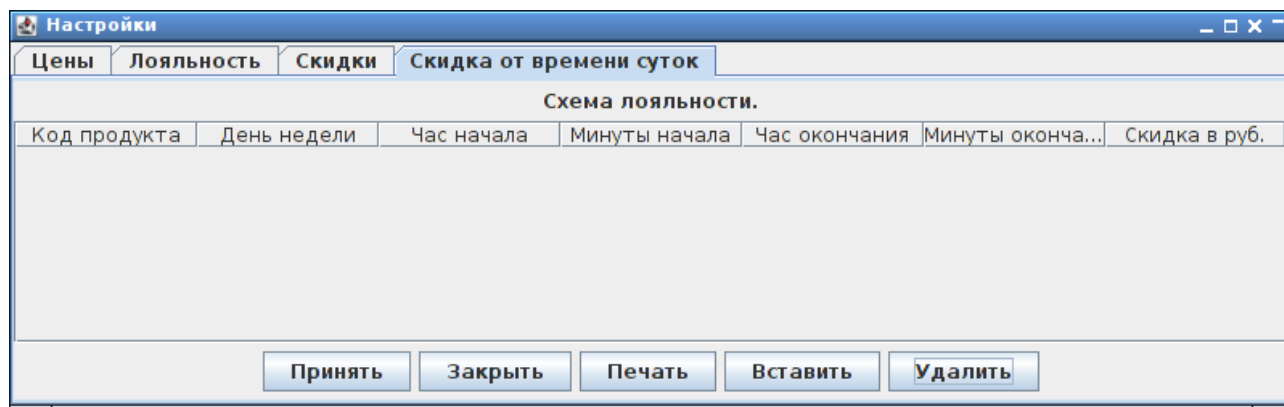 Настройки
Цены Лояльность Скидки Скидка от времени суток
Схема лояльности.
Код продукта День недели Час начала Минуты начала Час окончания Минуты оконча... Скидка в руб.
Принять Закрыть Печать Вставить Удалить